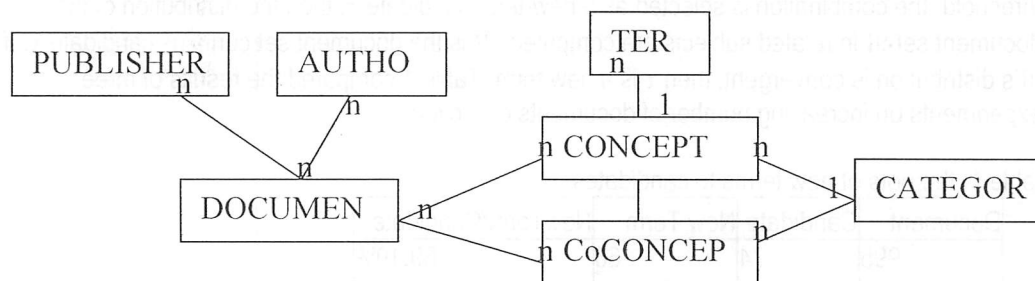 TER
PUBLISHER
AUTHO
n
n
n
1
n
n CONCEPT n
DOCUMEN
n
1
CATEGOR
n CoCONCEP n